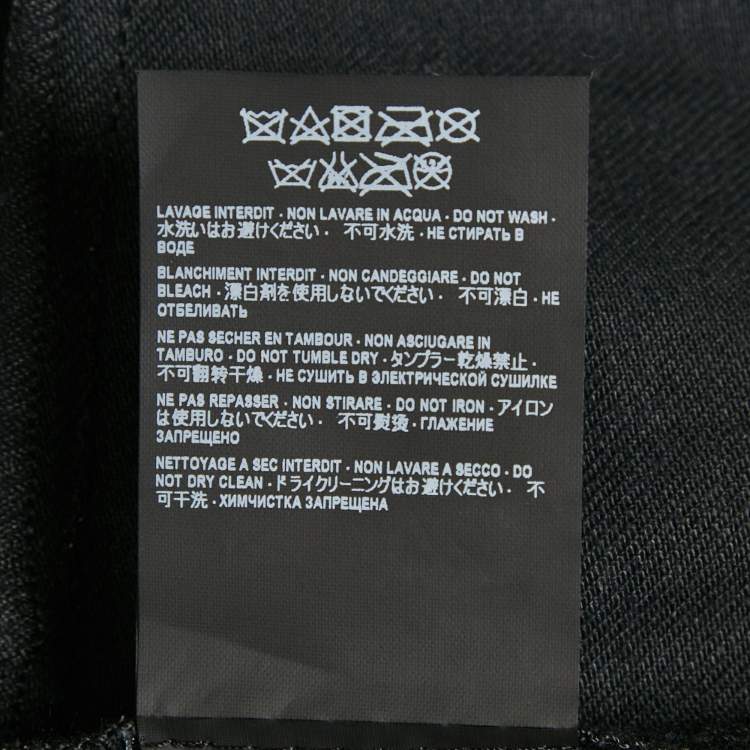 LAVAGE INTERDIT · NON LAVARE IN ACQUA · DO NOT WASH ·
水洗いはお避けください · 不可水洗 · НЕ СТИРАТЬ В
ВОДЕ
BLANCHIMENT INTERDIT · NON CANDEGGIARE · DO NOT
BLEACH · 漂白剤を使用しないでください · 不可漂白 · НЕ
ОТБЕЛИВАТЬ
NE PAS SECHER EN TAMBOUR · NON ASCIUGARE IN
TAMBURO · DO NOT TUMBLE DRY · タンブラー乾燥禁止 ·
不可翻转干燥 · НЕ СУШИТЬ В ЭЛЕКТРИЧЕСКОЙ СУШИЛКЕ
NE PAS REPASSER · NON STIRARE · DO NOT IRON · アイロン
は使用しないでください · 不可熨烫 · ГЛАЖЕНИЕ
ЗАПРЕЩЕНО
NETTOYAGE A SEC INTERDIT · NON LAVARE A SECCO · DO
NOT DRY CLEAN · ドライクリーニングはお避けください · 不
可干洗 · ХИМЧИСТКА ЗАПРЕЩЕНА